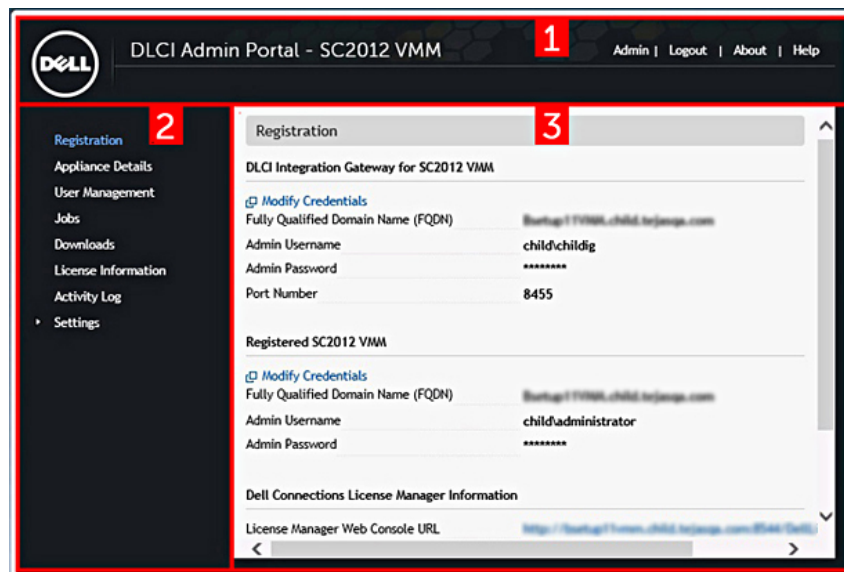 DELL
DLCI Admin Portal - SC2012 VMM
1
Admin | Logout | About | Help
2
Registration
Appliance Details
User Management
Jobs
Downloads
License Information
Activity Log
Settings
3
Registration
DLCI Integration Gateway for SC2012 VMM
Modify Credentials
Fully Qualified Domain Name (FQDN)
Admin Username child\childig
Admin Password ********
Port Number 8455
Registered SC2012 VMM
Modify Credentials
Fully Qualified Domain Name (FQDN)
Admin Username child\administrator
Admin Password ********
Dell Connections License Manager Information
License Manager Web Console URL